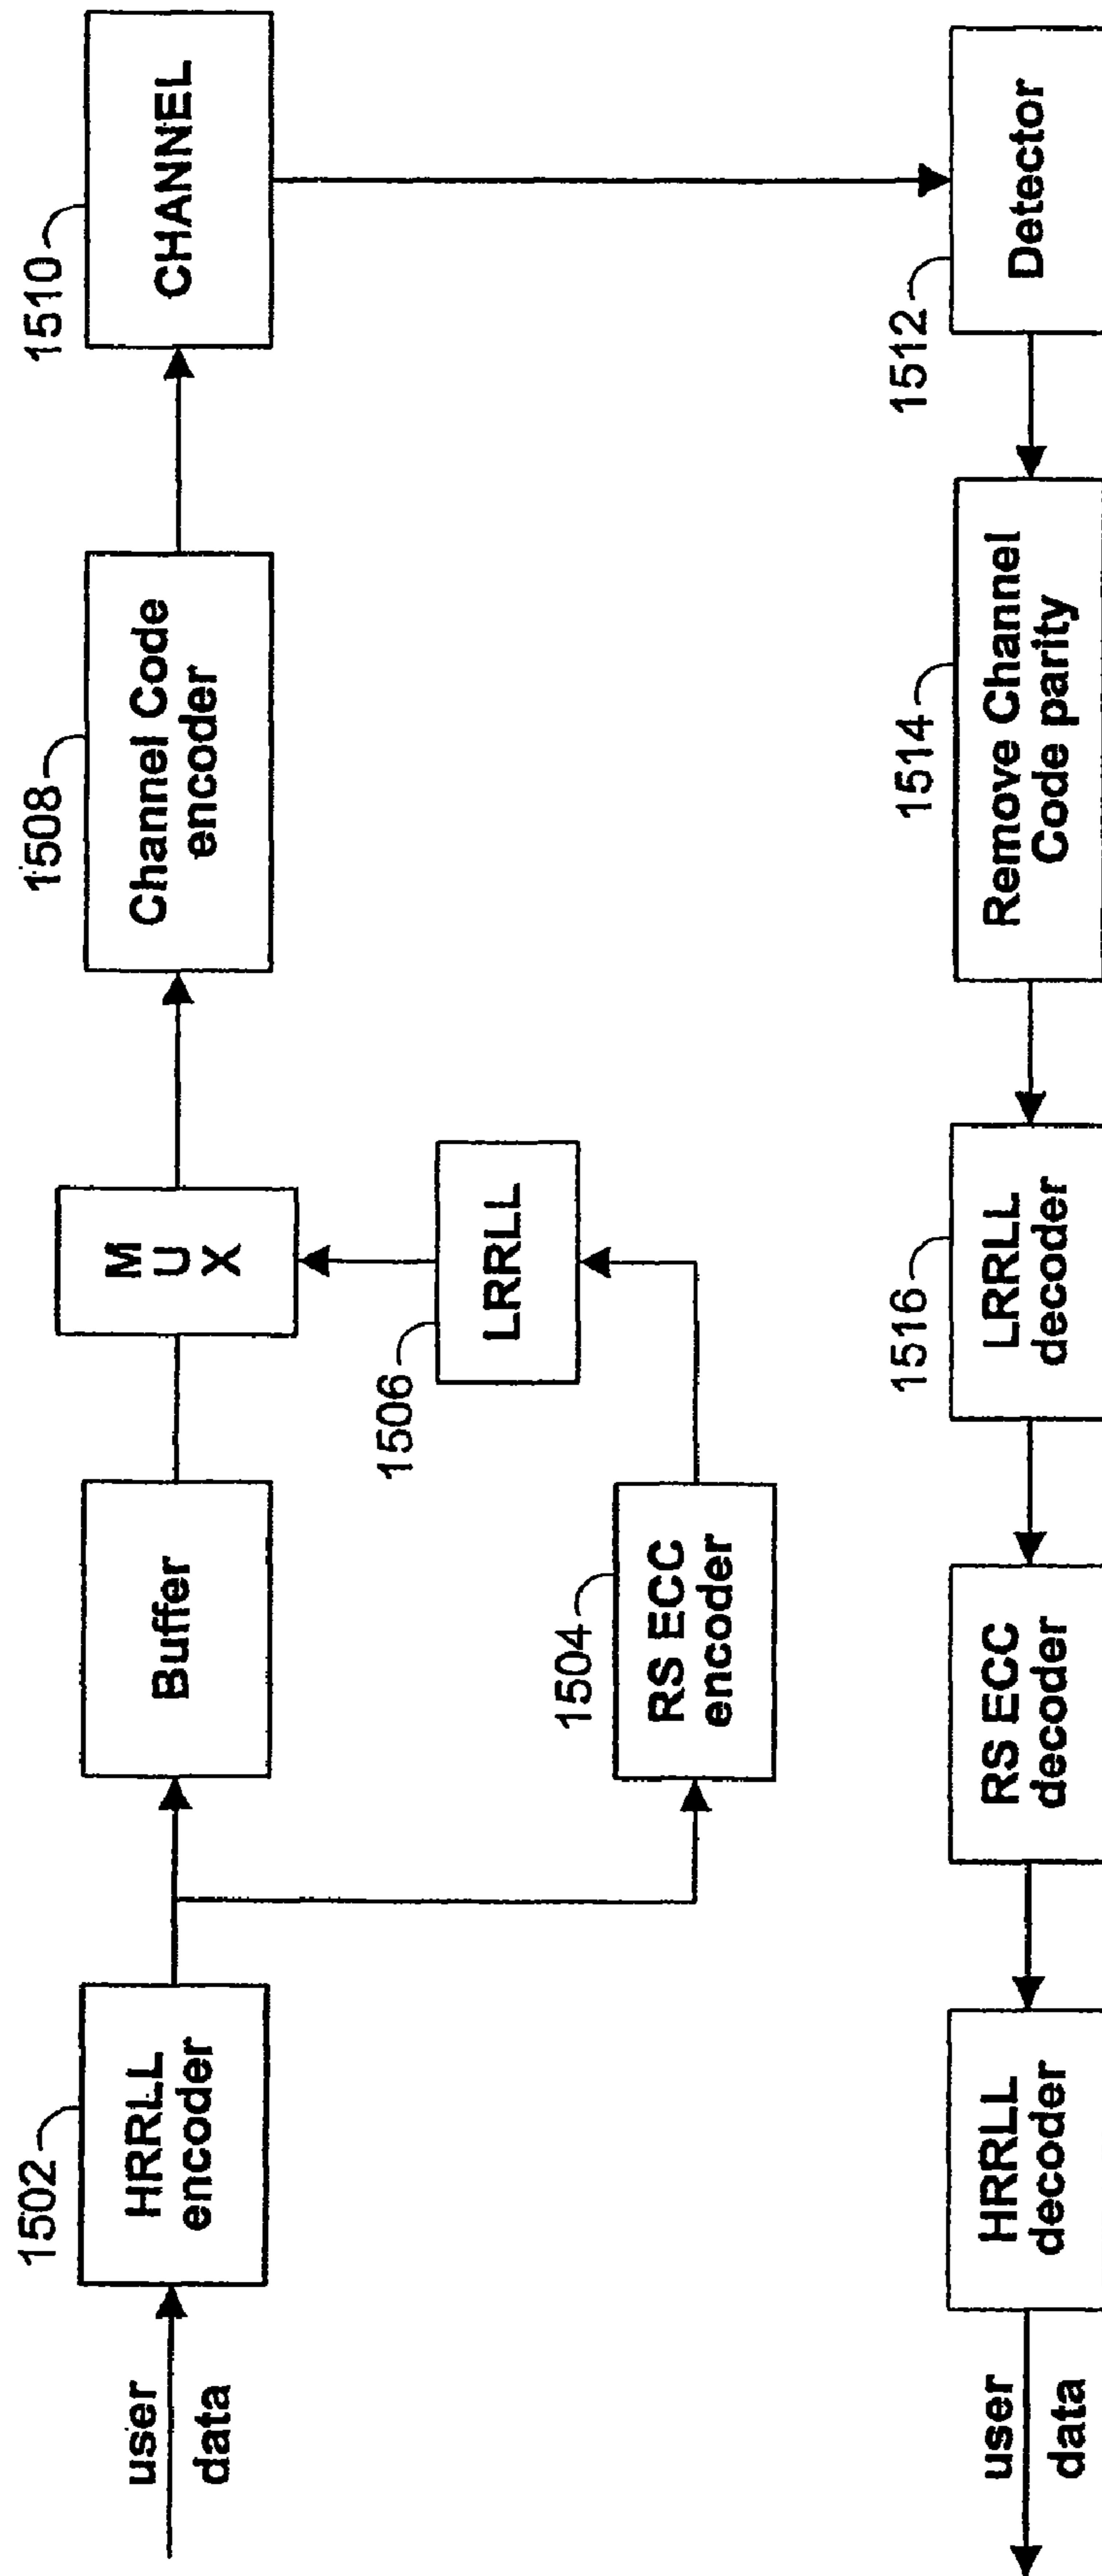 user
data
1502
HRRLL
encoder
Buffer
1504
RS ECC
encoder
1506
LRRLL
M
U
X
1508
Channel Code
encoder
1510
CHANNEL
1512
Detector
1514
Remove Channel
Code parity
1516
LRRLL
decoder
RS ECC
decoder
HRRLL
decoder
user
data